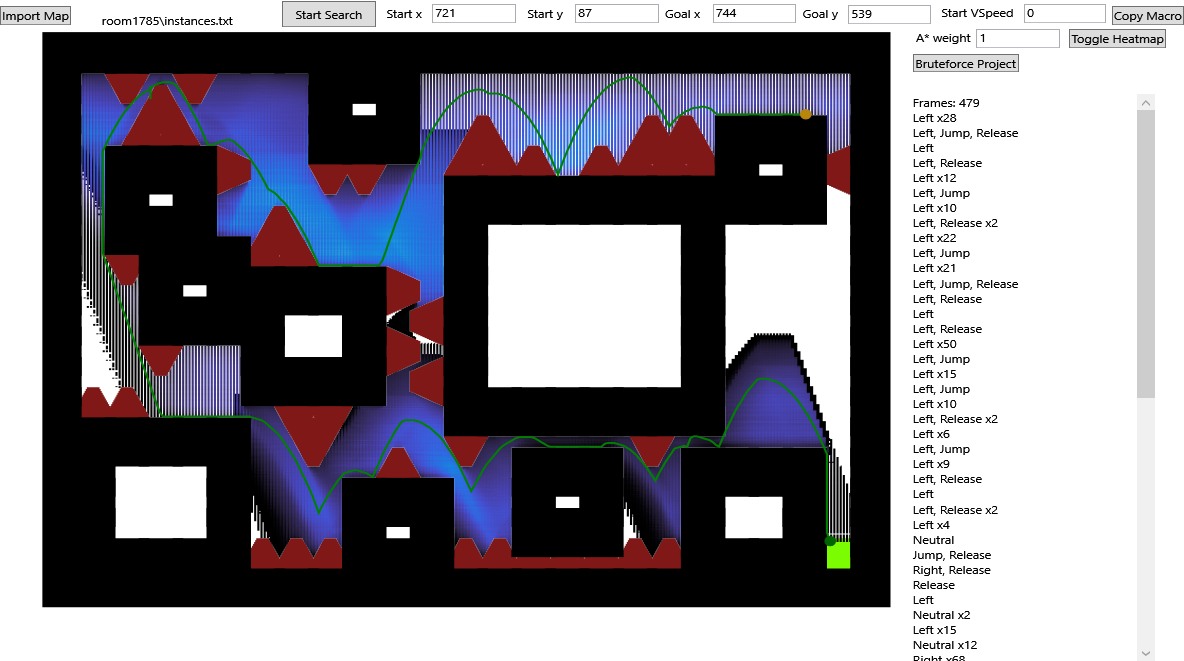 Import Map
room1785\instances.txt
Start Search
Start x 721
Start y 87
Goal x 744
Goal y 539
Start VSpeed 0
Copy Macro
A* weight 1
Toggle Heatmap
Bruteforce Project
Frames: 479
Left x28
Left, Jump, Release
Left
Left, Release
Left x12
Left, Jump
Left x10
Left, Release x2
Left x22
Left, Jump
Left x21
Left, Jump, Release
Left, Release
Left
Left, Release
Left x50
Left, Jump
Left x15
Left, Jump
Left x10
Left, Release x2
Left x6
Left, Jump
Left x9
Left, Release
Left
Left, Release x2
Left x4
Neutral
Jump, Release
Right, Release
Release
Left
Neutral x2
Left x15
Neutral x12
Right x68